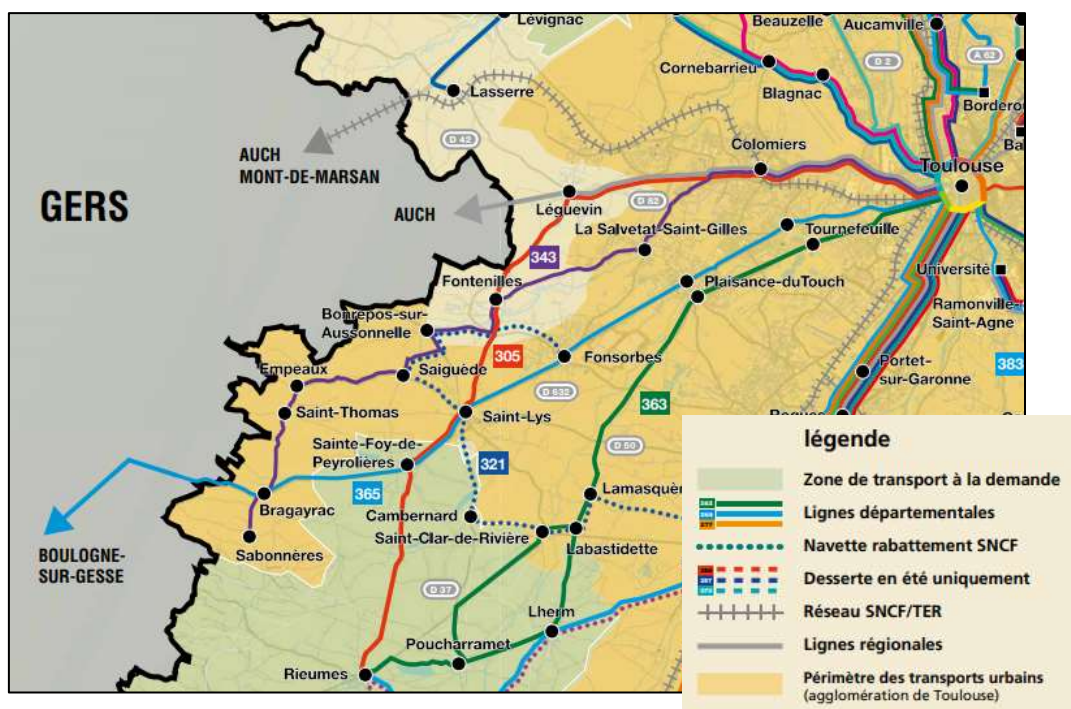 Lévignac
Beauzelle
Aucamville
D 2
A 62
Cornebarrieu
Lasserre
Blagnac
D 42
Colomiers
AUCH
MONT-DE-MARSAN
Toulouse
GERS
AUCH
Léguevin
D 82
La Salvetat-Saint-Gilles
Tournefeuille
343
Fontenilles
Université
Plaisance-duTouch
Bonrepos-sur-
Aussonnelle
Ramonville-
Saint-Agne
305
Fonsorbes
Empeaux
Saiguède
Portet-
sur-Garonne
383
D 632
363
Saint-Thomas
Saint-Lys
Sainte-Foy-de-
Peyrolières
D 50
321
365
Lamasquèr
Bragayrac
Cambernard
Saint-Clar-de-Rivière
Labastidette
Sabonnères
BOULOGNE-
SUR-GESSE
D 37
Lherm
Poucharramet
Rieumes
légende
Zone de transport à la demande
Lignes départementales
Navette rabattement SNCF
Desserte en été uniquement
Réseau SNCF/TER
Lignes régionales
Périmètre des transports urbains
(agglomération de Toulouse)